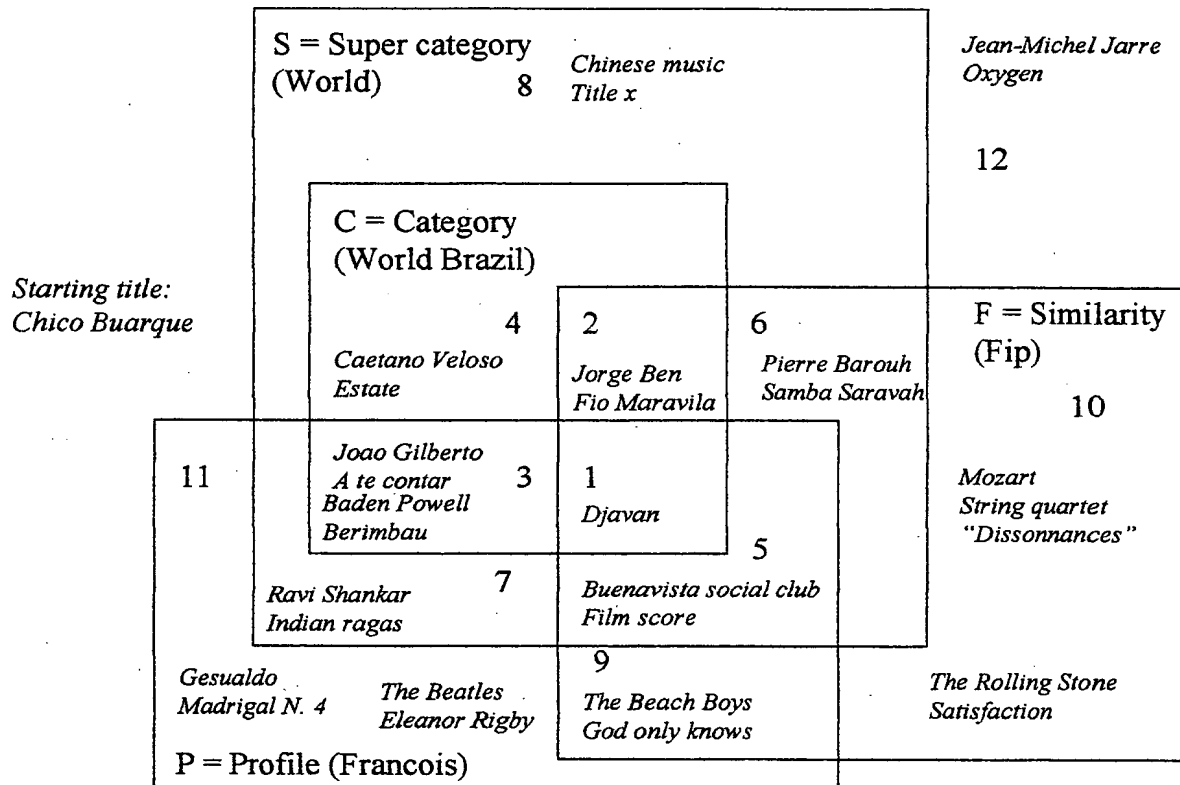 S = Super category
(World)
8
Chinese music
Title x
Jean-Michel Jarre
Oxygen
12
C = Category
(World Brazil)
Starting title:
Chico Buarque
4
2
6
F = Similarity
(Fip)
Caetano Veloso
Estate
Jorge Ben
Fio Maravila
Pierre Barouh
Samba Saravah
10
11
Joao Gilberto
A te contar
Baden Powell
Berimbau
3
1
Djavan
Mozart
String quartet
“Dissonnances”
5
7
Ravi Shankar
Indian ragas
Buenavista social club
Film score
9
Gesualdo
Madrigal N. 4
The Beatles
Eleanor Rigby
The Beach Boys
God only knows
The Rolling Stone
Satisfaction
P = Profile (Francois)